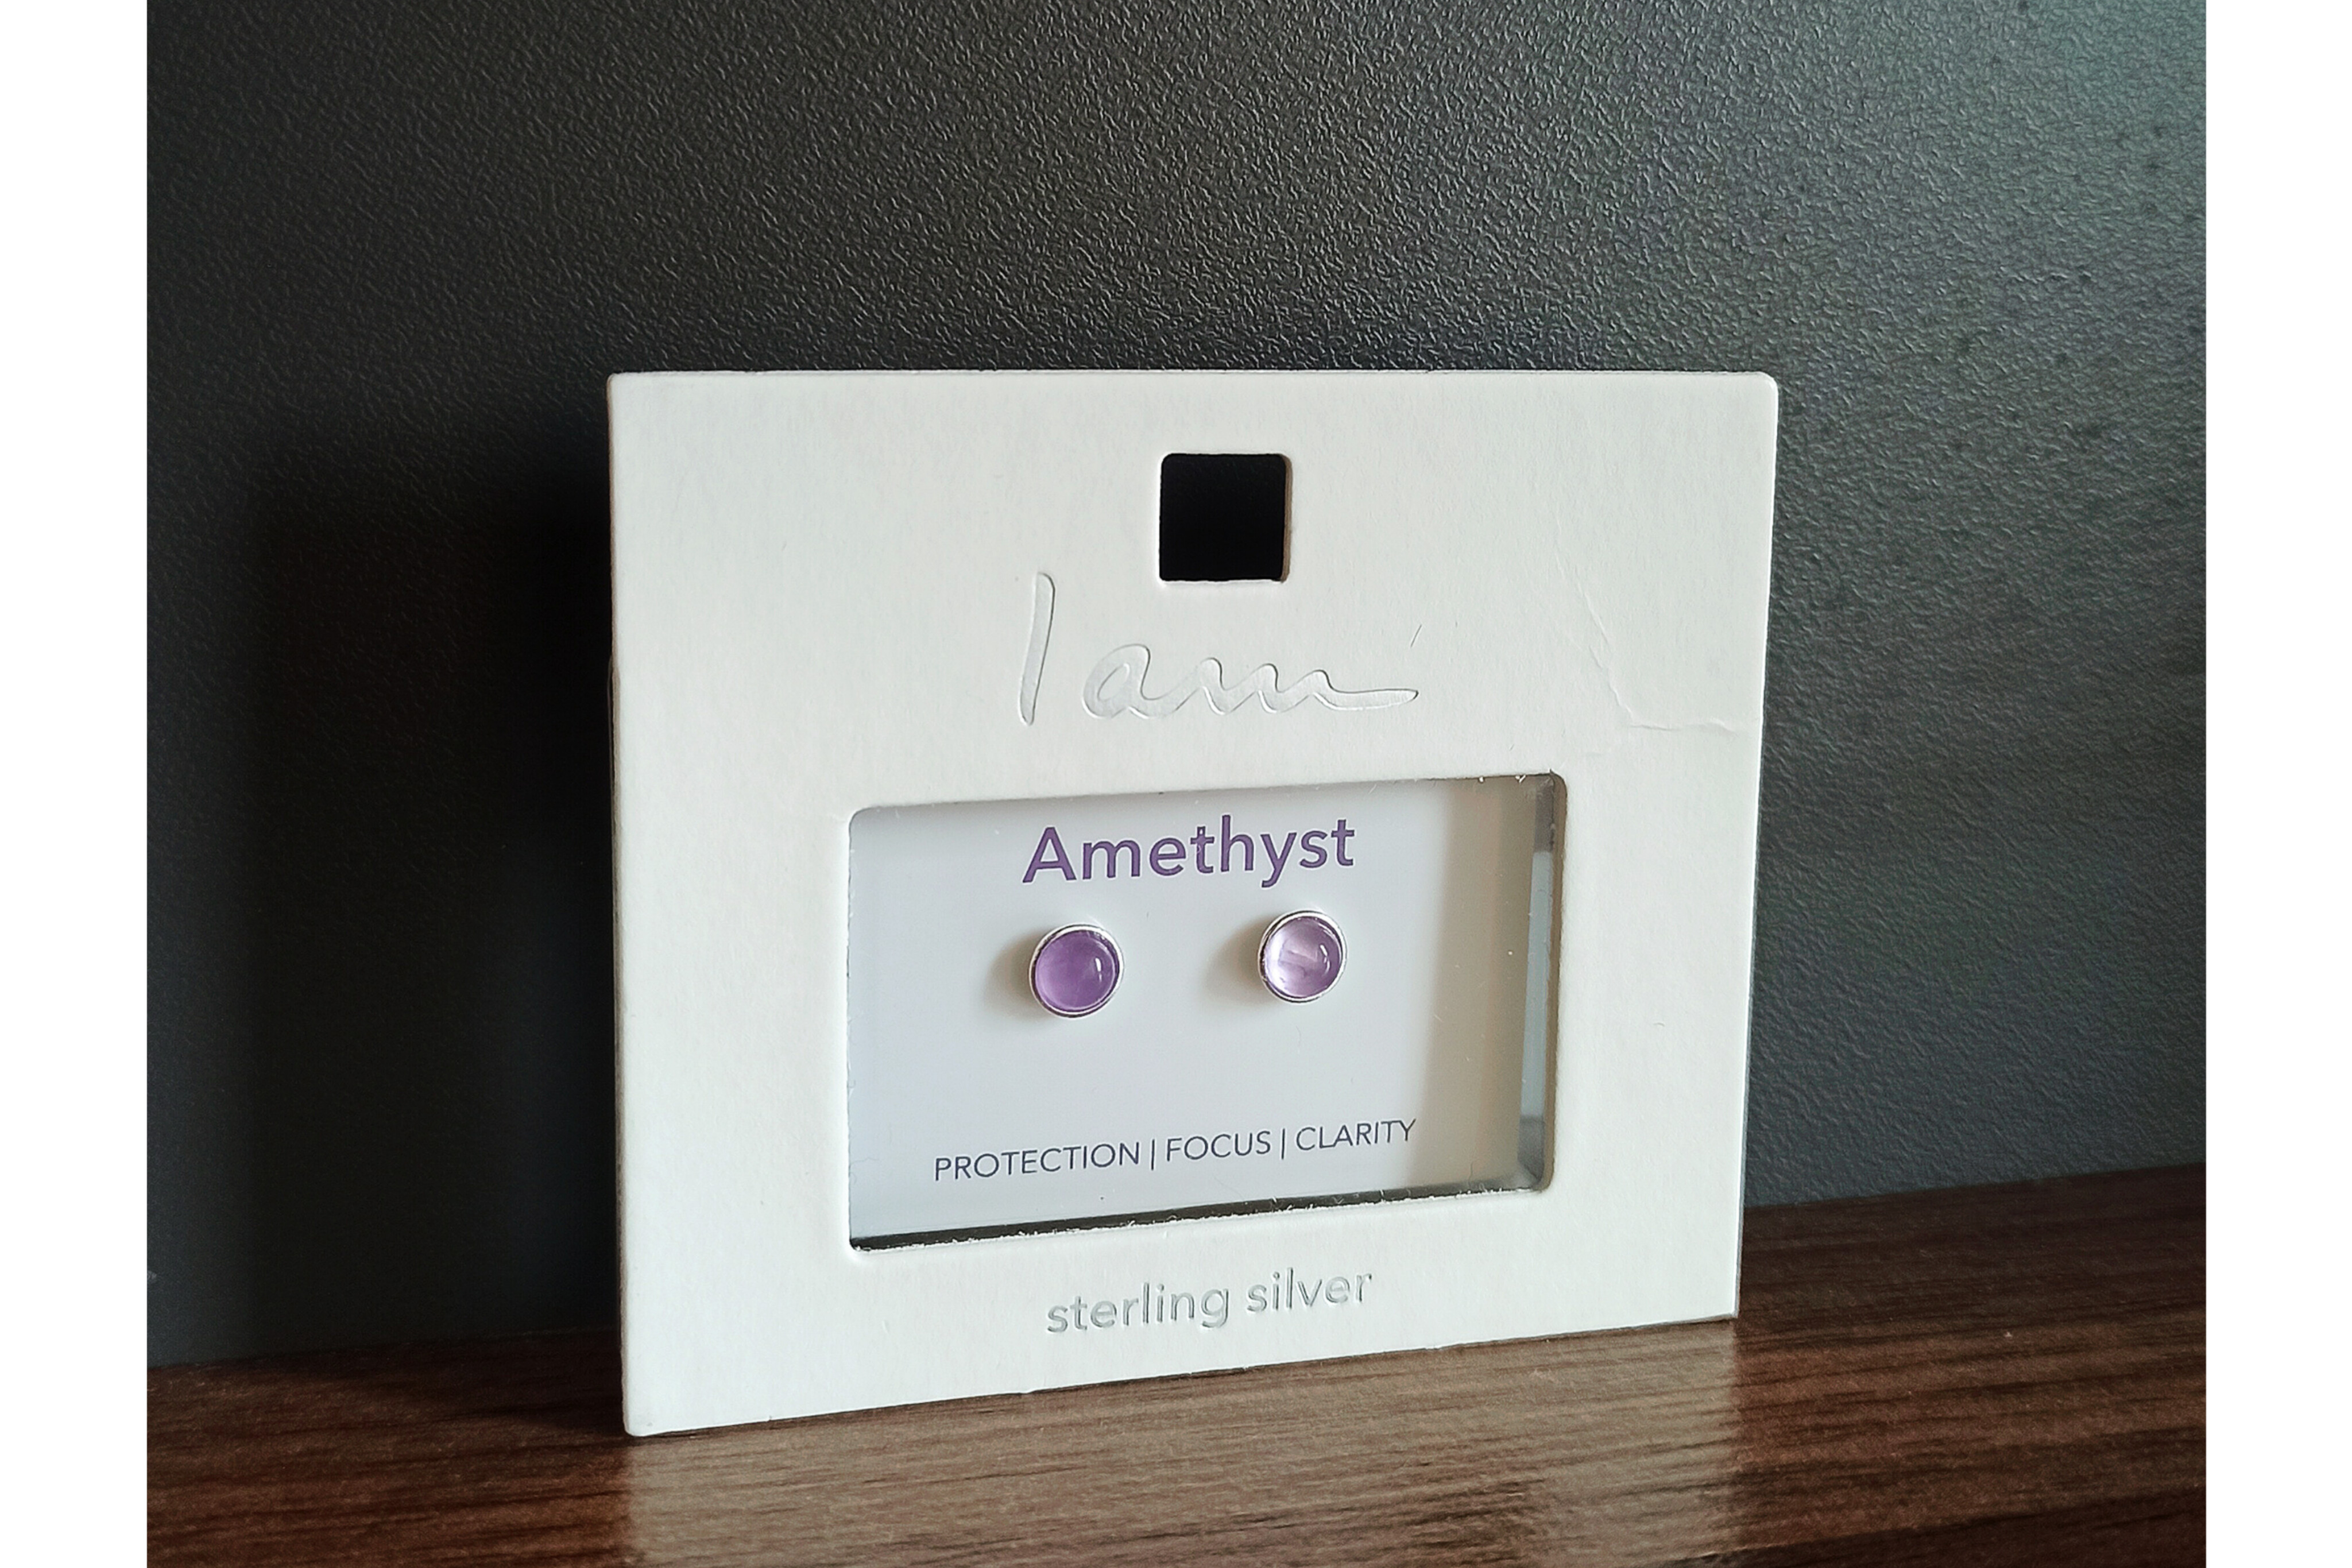 I am
Amethyst
PROTECTION | FOCUS | CLARITY
sterling silver